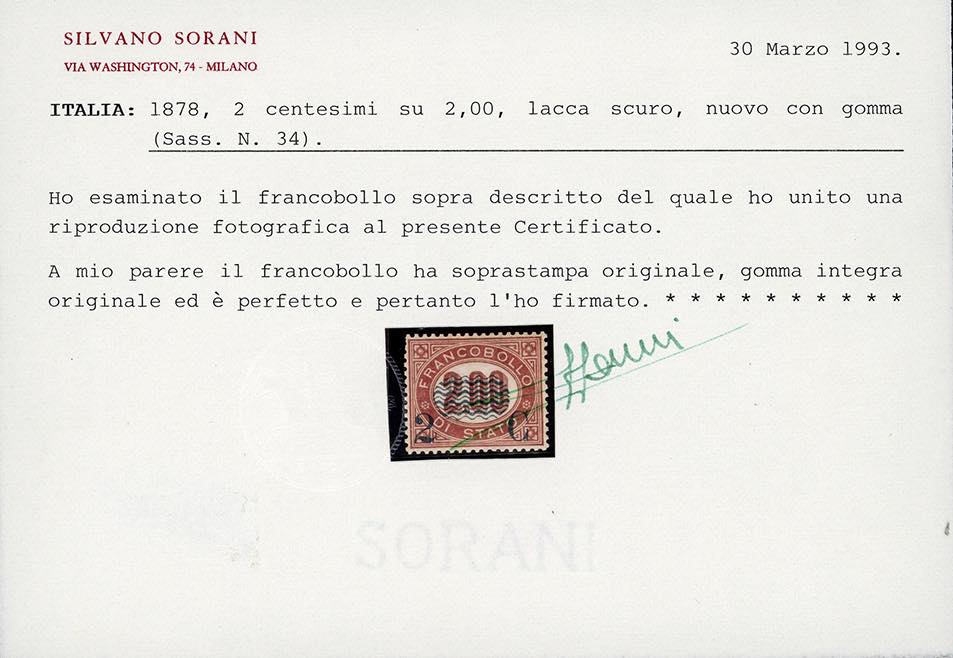 SILVANO SORANI
VIA WASHINGTON, 74 - MILANO
30 Marzo 1993.
ITALIA: 1878, 2 centesimi su 2,00, lacca scuro, nuovo con gomma
(Sass. N. 34).
Ho esaminato il francobollo sopra descritto del quale ho unito una
riproduzione fotografica al presente Certificato.
A mio parere il francobollo ha soprastampa originale, gomma integra
originale ed è perfetto e pertanto l'ho firmato. * * * * * * * * * *
FRANCOBOLLO
2,00
2 C
DI STATO
SORANI